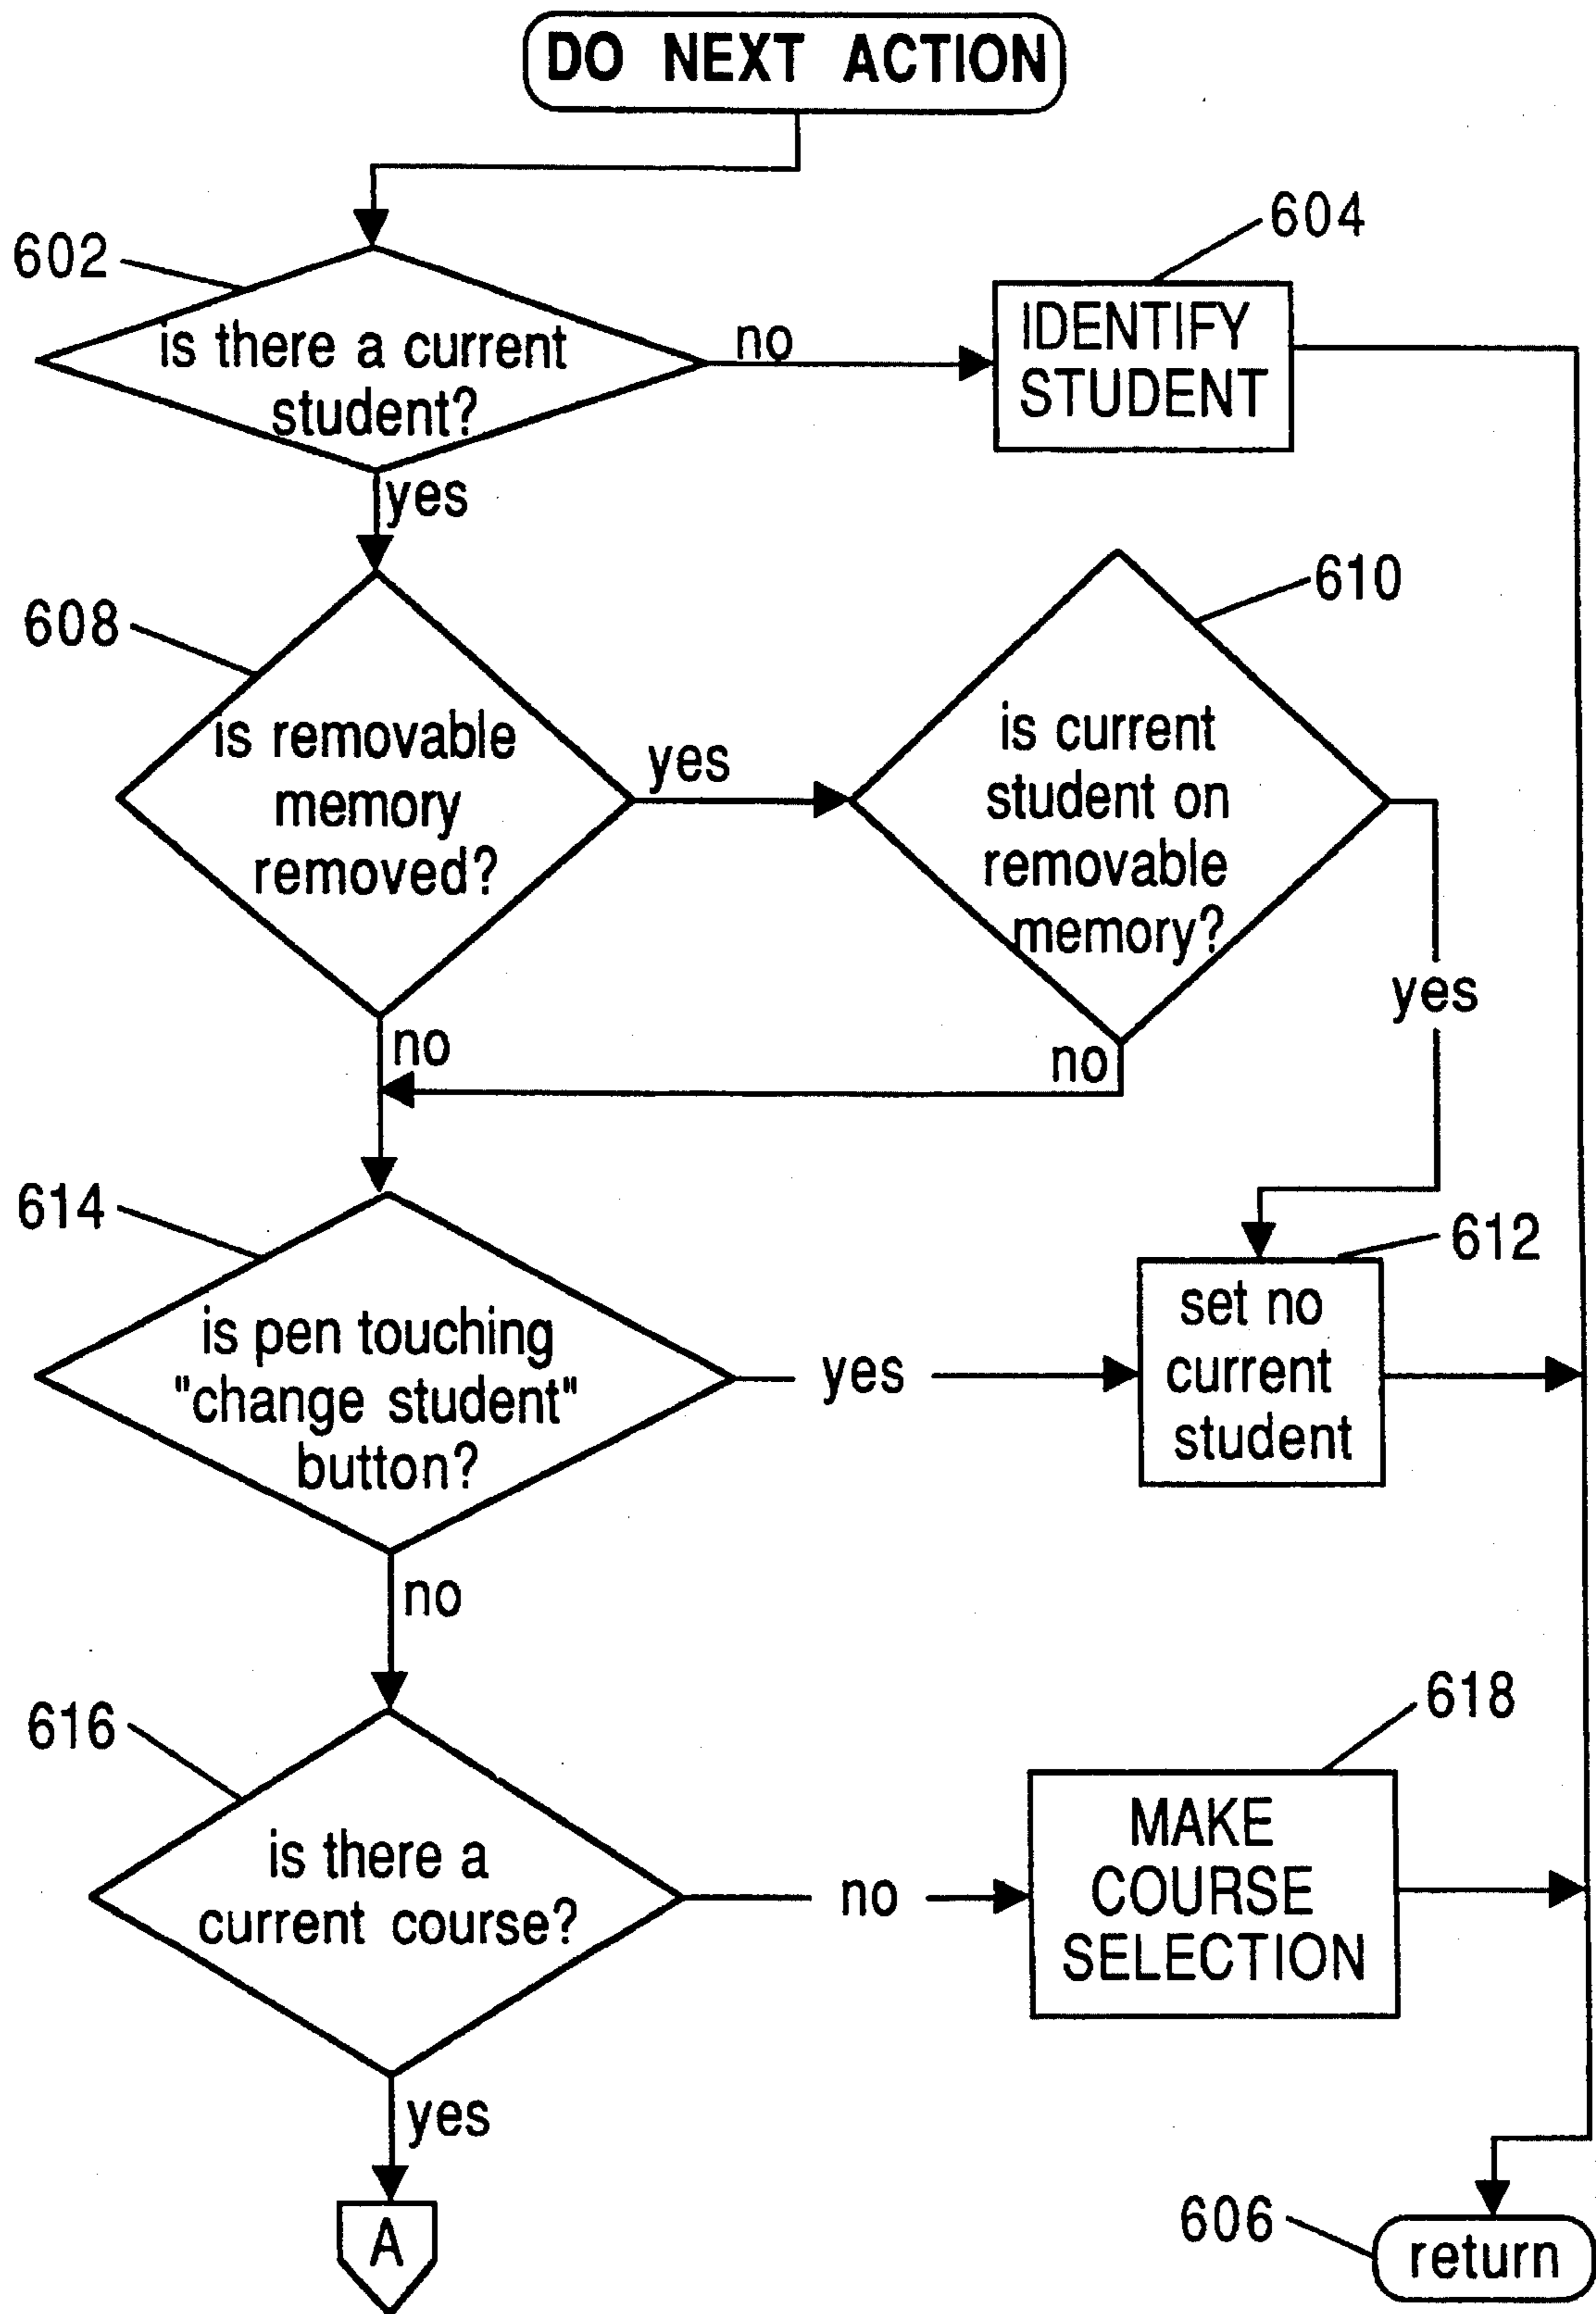 DO NEXT ACTION
602
604
is there a current
student?
no
IDENTIFY
STUDENT
yes
608
610
is removable
memory
removed?
yes
is current
student on
removable
memory?
yes
no
no
614
612
is pen touching
"change student"
button?
yes
set no
current
student
no
616
618
is there a
current course?
no
MAKE
COURSE
SELECTION
yes
A
606
return